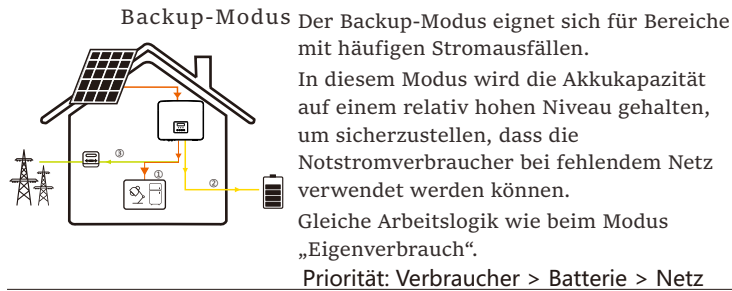 Backup-Modus
Der Backup-Modus eignet sich für Bereiche
mit häufigen Stromausfällen.
In diesem Modus wird die Akkukapazität
auf einem relativ hohen Niveau gehalten,
um sicherzustellen, dass die
Notstromverbraucher bei fehlendem Netz
verwendet werden können.
Gleiche Arbeitslogik wie beim Modus
„Eigenverbrauch“.
Priorität: Verbraucher > Batterie > Netz
③
①
②